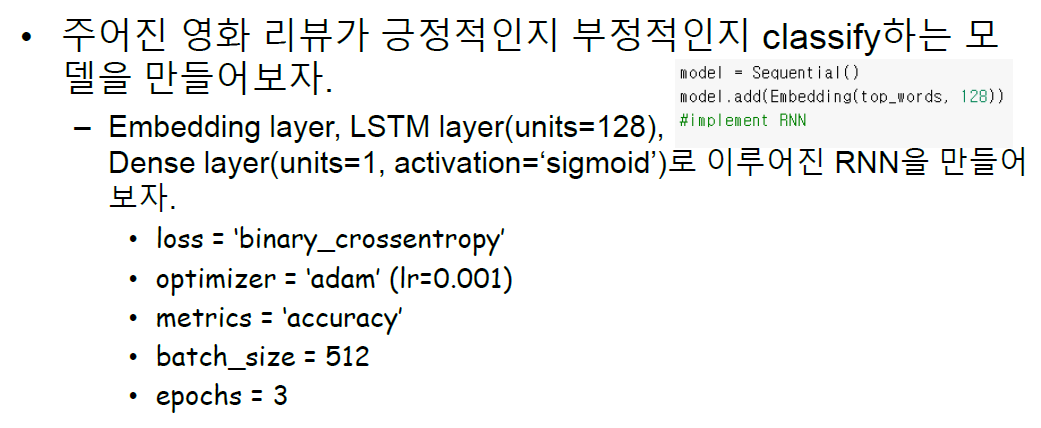 • 주어진 영화 리뷰가 긍정적인지 부정적인지 classify하는 모
델을 만들어보자.
model = Sequential()
model.add(Embedding(top_words, 128))
#implement RNN
– Embedding layer, LSTM layer(units=128),
Dense layer(units=1, activation=‘sigmoid’)로 이루어진 RNN을 만들어
보자.
• loss = ‘binary_crossentropy’
• optimizer = ‘adam’ (lr=0.001)
• metrics = ‘accuracy’
• batch_size = 512
• epochs = 3